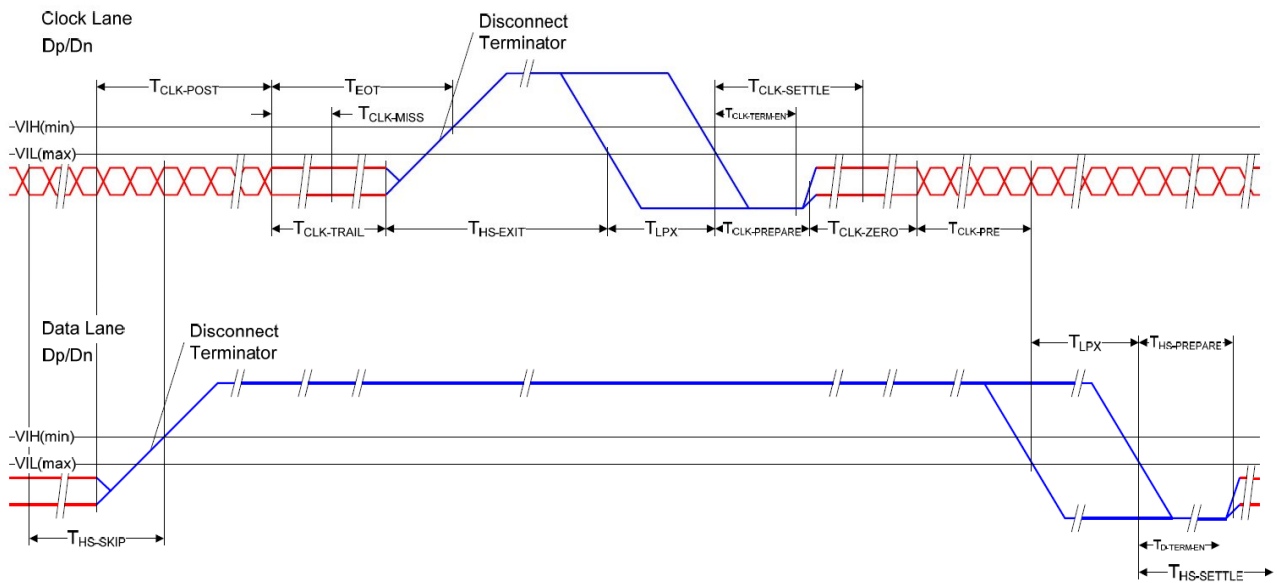 Clock Lane
Dp/Dn
Disconnect
Terminator
TCLK-POST
TEOT
TCLK-SETTLE
TCLK-MISS
TCLK-TERM-EN
VIH(min)
VIL(max)
TCLK-TRAIL
THS-EXIT
TLPX
TCLK-PREPARE
TCLK-ZERO
TCLK-PRE
Data Lane
Dp/Dn
Disconnect
Terminator
TLPX
THS-PREPARE
VIH(min)
VIL(max)
THS-SKIP
TD-TERM-EN
THS-SETTLE